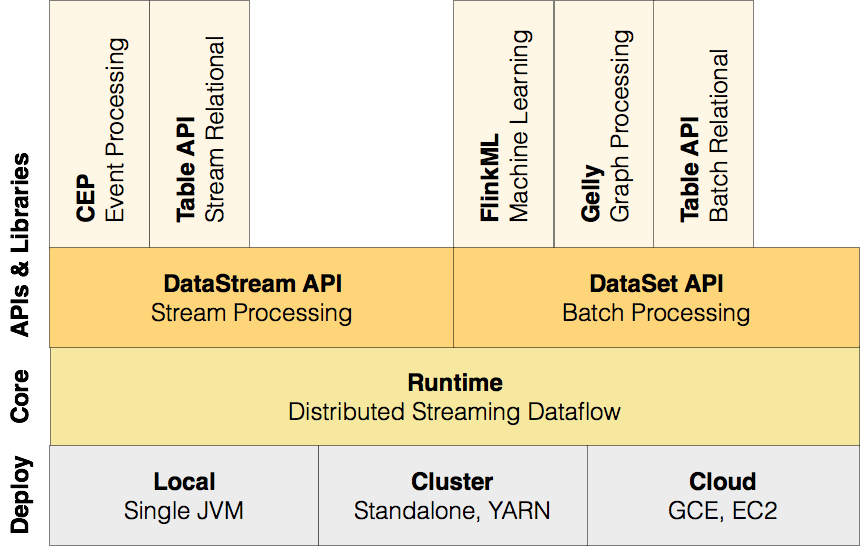 CEP
Event Processing
Table API
Stream Relational
FlinkML
Machine Learning
Gelly
Graph Processing
Table API
Batch Relational
APIs & Libraries
DataStream API
Stream Processing
DataSet API
Batch Processing
Core
Runtime
Distributed Streaming Dataflow
Deploy
Local
Single JVM
Cluster
Standalone, YARN
Cloud
GCE, EC2